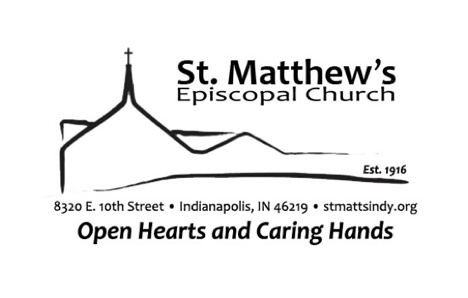 St. Matthew's
Episcopal Church
Est. 1916
8320 E. 10th Street • Indianapolis, IN 46219 • stmattsindy.org
Open Hearts and Caring Hands